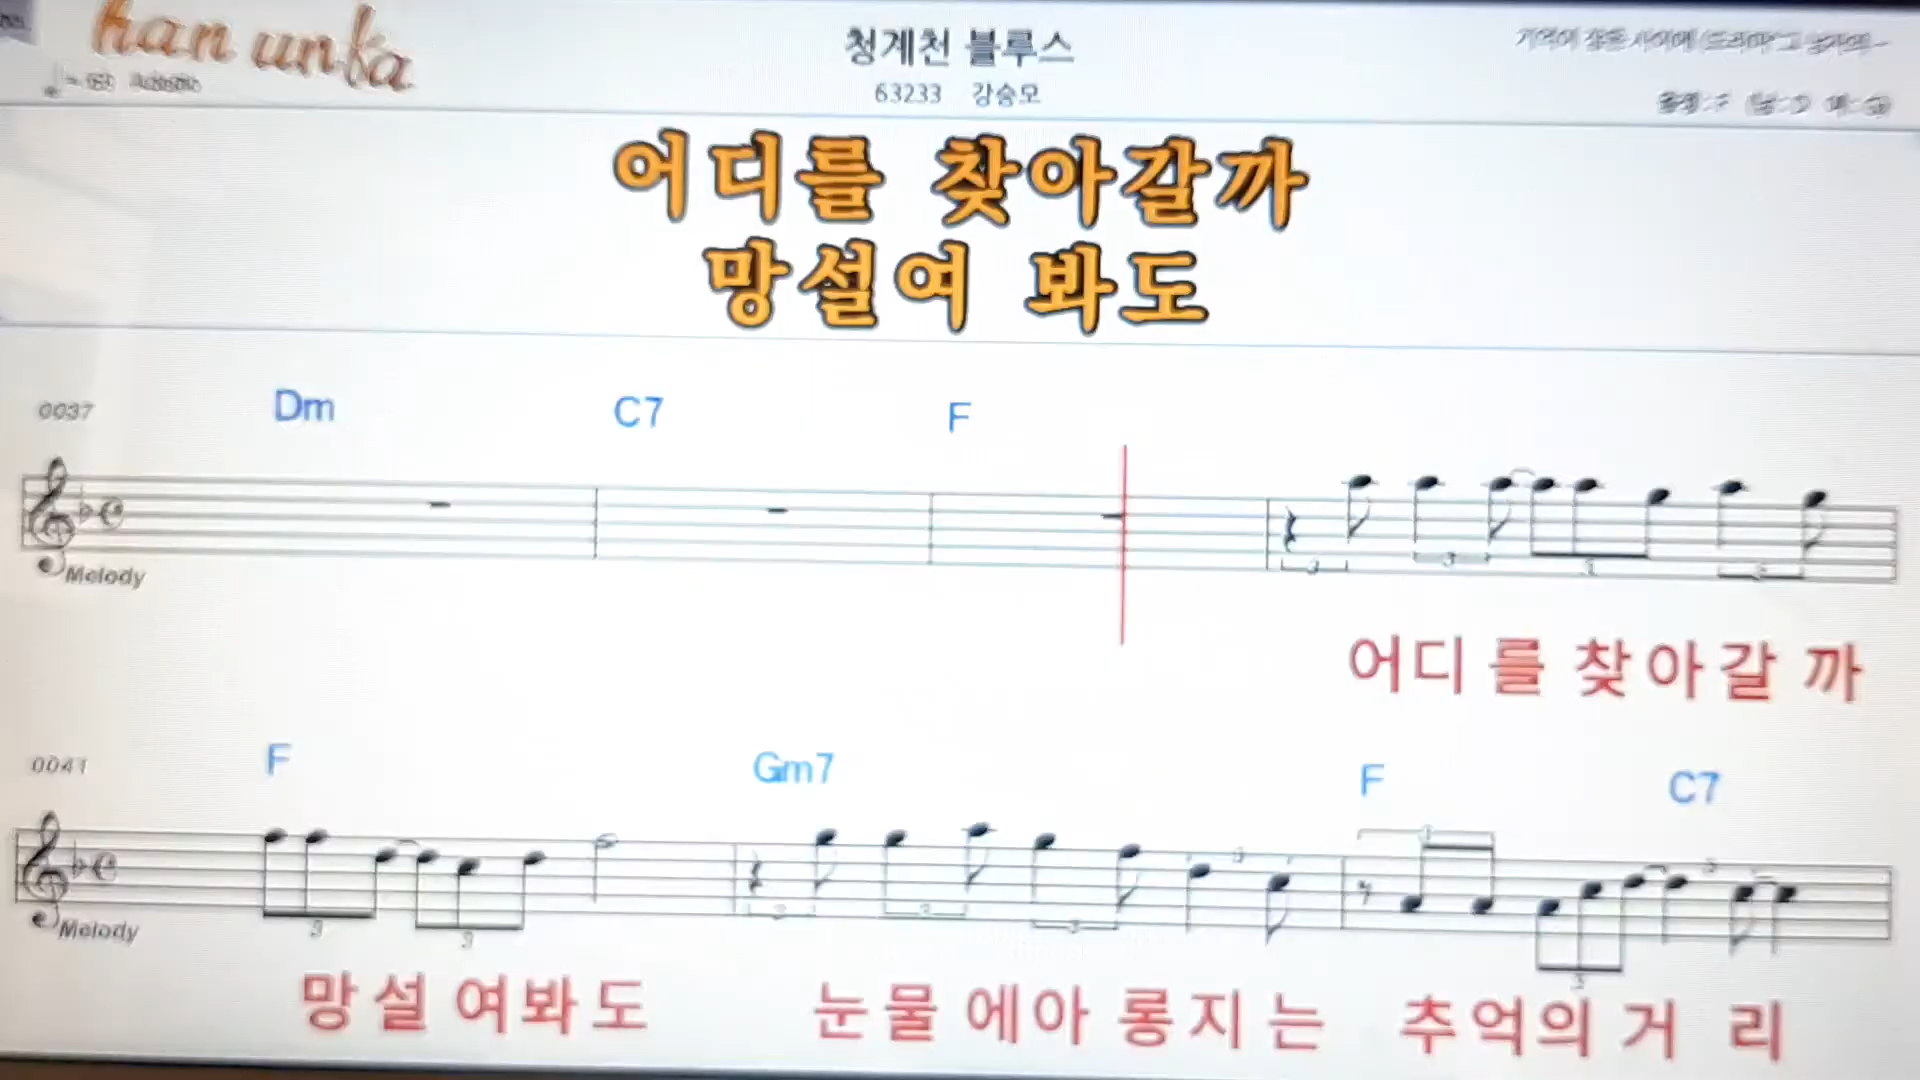 han unfa
청계천 블루스
63233 강승모
어디를 찾아갈까
망설여 봐도
0037 Dm C7 F
Melody
어디를 찾아갈까
0041 F Gm7 F C7
Melody
망설여봐도 눈물에아롱지는 추억의거리